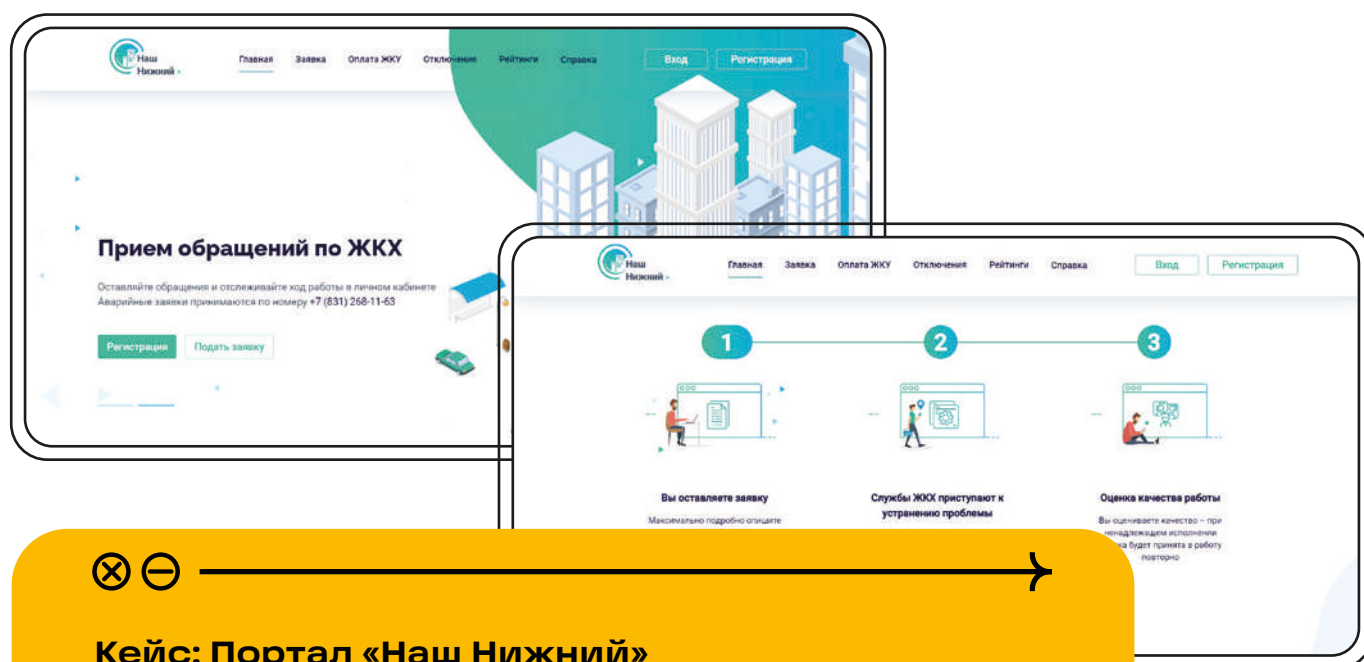 Наш
Нижний
Главная Заявка Оплата ЖКУ Отключения Рейтинги Справка Вход Регистрация
Прием обращений по ЖКХ
Оставляйте обращения и отслеживайте ход работы в личном кабинете
Аварийные заявки принимаются по номеру +7 (831) 268-11-63
Регистрация Подать заявку
Наш
Нижний
Главная Заявка Оплата ЖКУ Отключения Рейтинги Справка Вход Регистрация
1 2 3
Вы оставляете заявку
Максимально подробно опишите
Службы ЖКХ приступают к
устранению проблемы
Оценка качества работы
Вы оцениваете качество – при
ненадлежащем исполнении
будет принята в работу
повторно
Кейс: Портал «Наш Нижний»